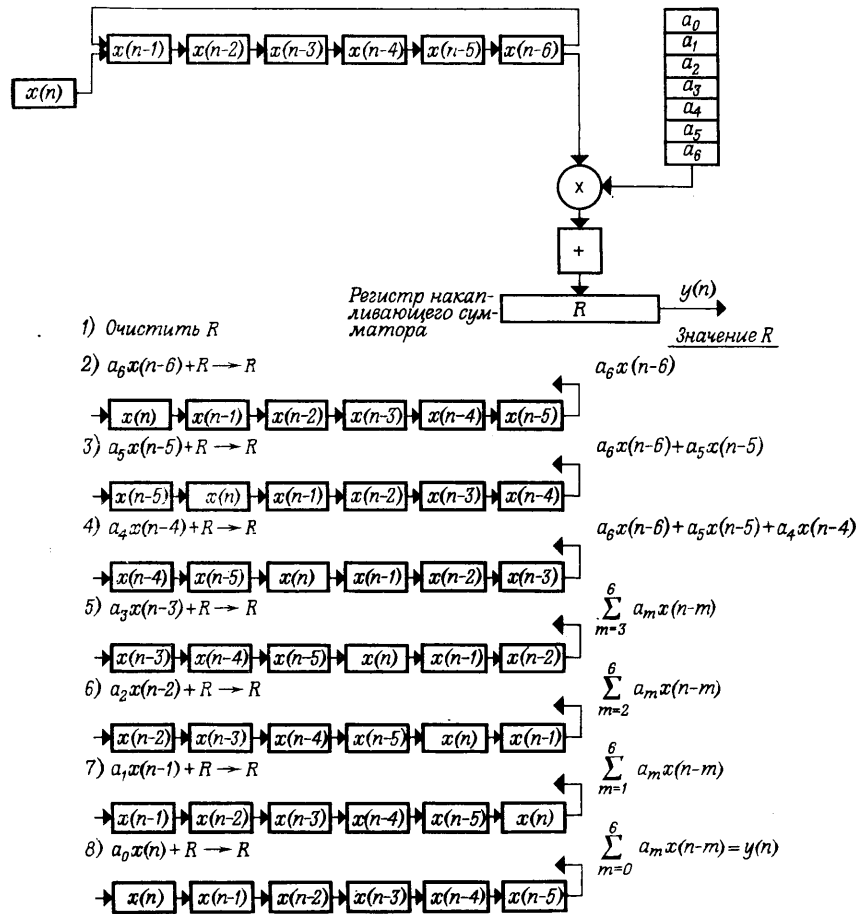 x(n-1) x(n-2) x(n-3) x(n-4) x(n-5) x(n-6)
x(n)
a₀
a₁
a₂
a₃
a₄
a₅
a₆
x
+
Регистр накап-
ливающего сум-
матора
R
y(n)
Значение R
1) Очистить R
2) a₆x(n-6)+R → R
a₆x(n-6)
x(n) x(n-1) x(n-2) x(n-3) x(n-4) x(n-5)
3) a₅x(n-5)+R → R
a₆x(n-6)+a₅x(n-5)
x(n-5) x(n) x(n-1) x(n-2) x(n-3) x(n-4)
4) a₄x(n-4)+R → R
a₆x(n-6)+a₅x(n-5)+a₄x(n-4)
x(n-4) x(n-5) x(n) x(n-1) x(n-2) x(n-3)
5) a₃x(n-3)+R → R
6
∑ aₘx(n-m)
m=3
x(n-3) x(n-4) x(n-5) x(n) x(n-1) x(n-2)
6) a₂x(n-2)+R → R
6
∑ aₘx(n-m)
m=2
x(n-2) x(n-3) x(n-4) x(n-5) x(n) x(n-1)
7) a₁x(n-1)+R → R
6
∑ aₘx(n-m)
m=1
x(n-1) x(n-2) x(n-3) x(n-4) x(n-5) x(n)
8) a₀x(n)+R → R
6
∑ aₘx(n-m)=y(n)
m=0
x(n) x(n-1) x(n-2) x(n-3) x(n-4) x(n-5)